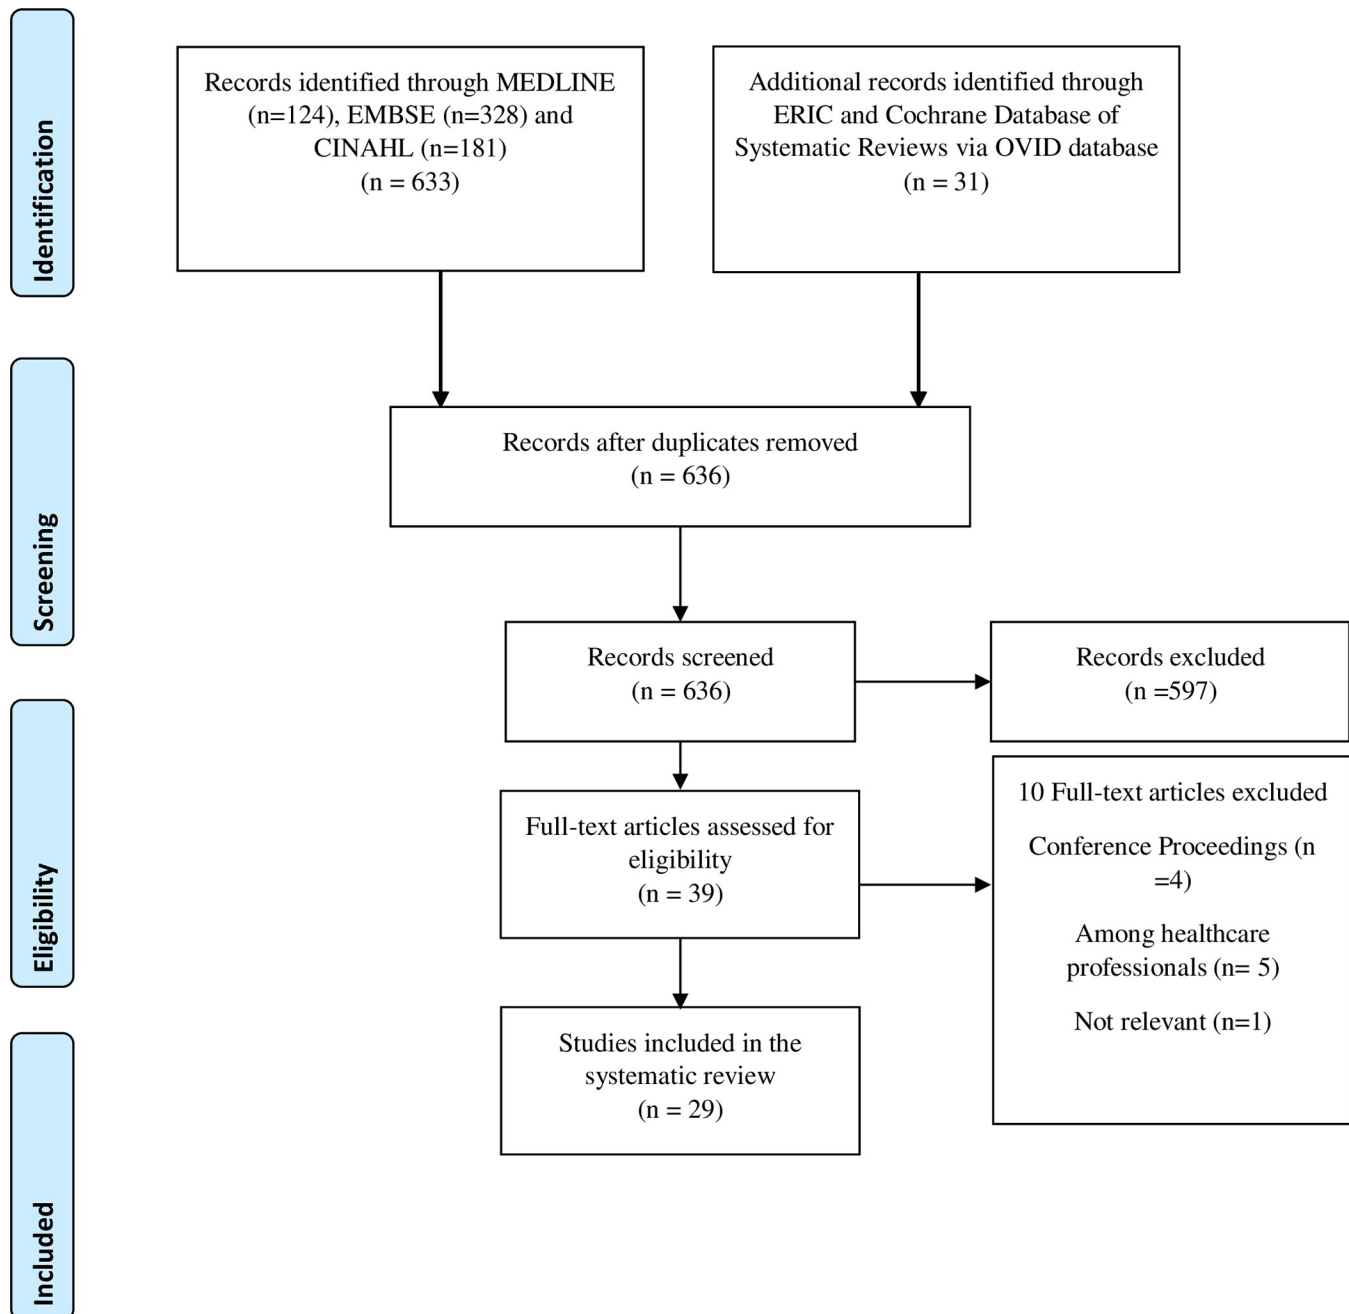 Identification
Records identified through MEDLINE
(n=124), EMBSE (n=328) and
CINAHL (n=181)
(n = 633)
Additional records identified through
ERIC and Cochrane Database of
Systematic Reviews via OVID database
(n = 31)
Screening
Records after duplicates removed
(n = 636)
Records screened
(n = 636)
Records excluded
(n =597)
Eligibility
Full-text articles assessed for
eligibility
(n = 39)
10 Full-text articles excluded
Conference Proceedings (n
=4)
Among healthcare
professionals (n= 5)
Not relevant (n=1)
Included
Studies included in the
systematic review
(n = 29)